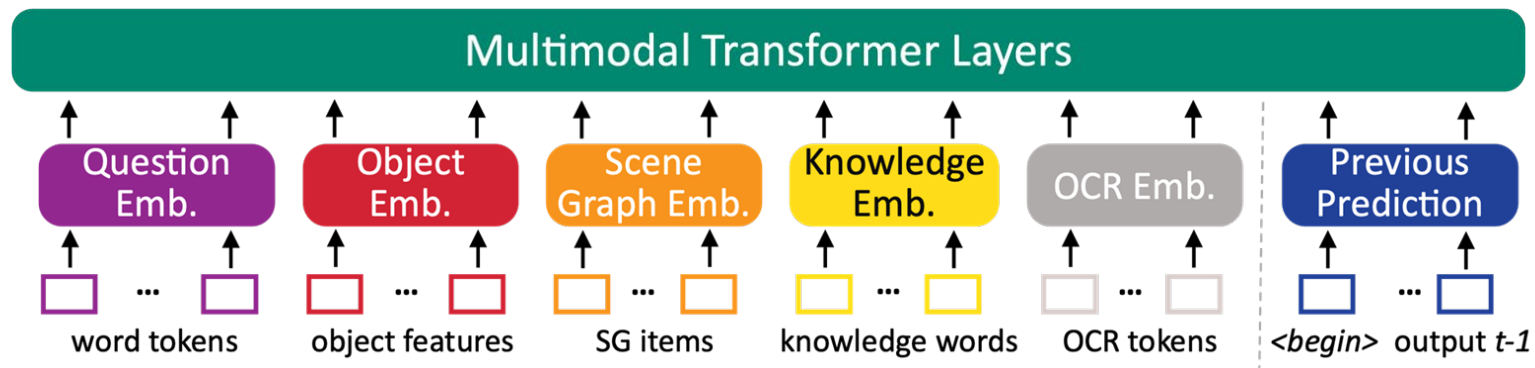 Multimodal Transformer Layers
Question Emb.
Object Emb.
Scene Graph Emb.
Knowledge Emb.
OCR Emb.
Previous Prediction
... ... ... ... ... ...
word tokens
object features
SG items
knowledge words
OCR tokens
<begin> output t-1